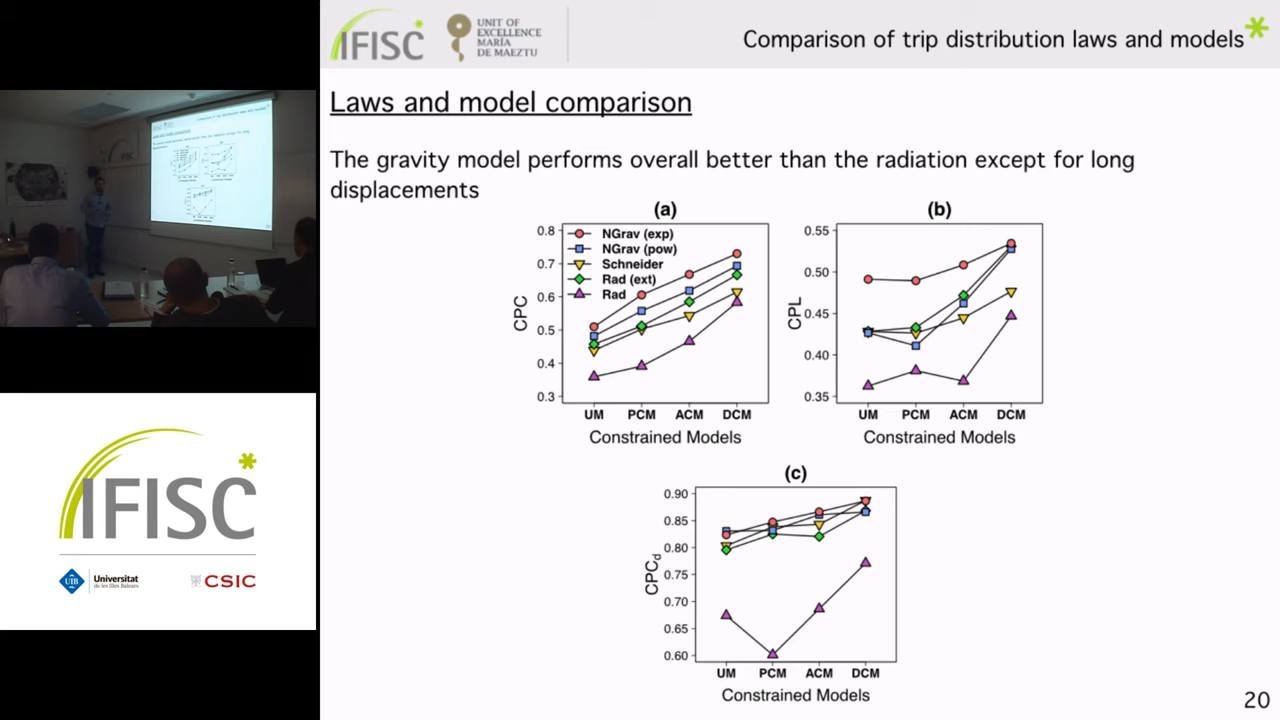 IFISC
UNIT OF
EXCELLENCE
MARÍA
DE MAEZTU
Comparison of trip distribution laws and models
Laws and model comparison
The gravity model performs overall better than the radiation except for long
displacements
(a)
NGrav (exp)
NGrav (pow)
Schneider
Rad (ext)
Rad
CPC
0.8
0.7
0.6
0.5
0.4
0.3
UM PCM ACM DCM
Constrained Models
(b)
CPL
0.55
0.50
0.45
0.40
0.35
UM PCM ACM DCM
Constrained Models
(c)
CPCd
0.90
0.85
0.80
0.75
0.70
0.65
0.60
UM PCM ACM DCM
Constrained Models
20
IFISC
UIB
Universitat
de les Illes Balears
CSIC